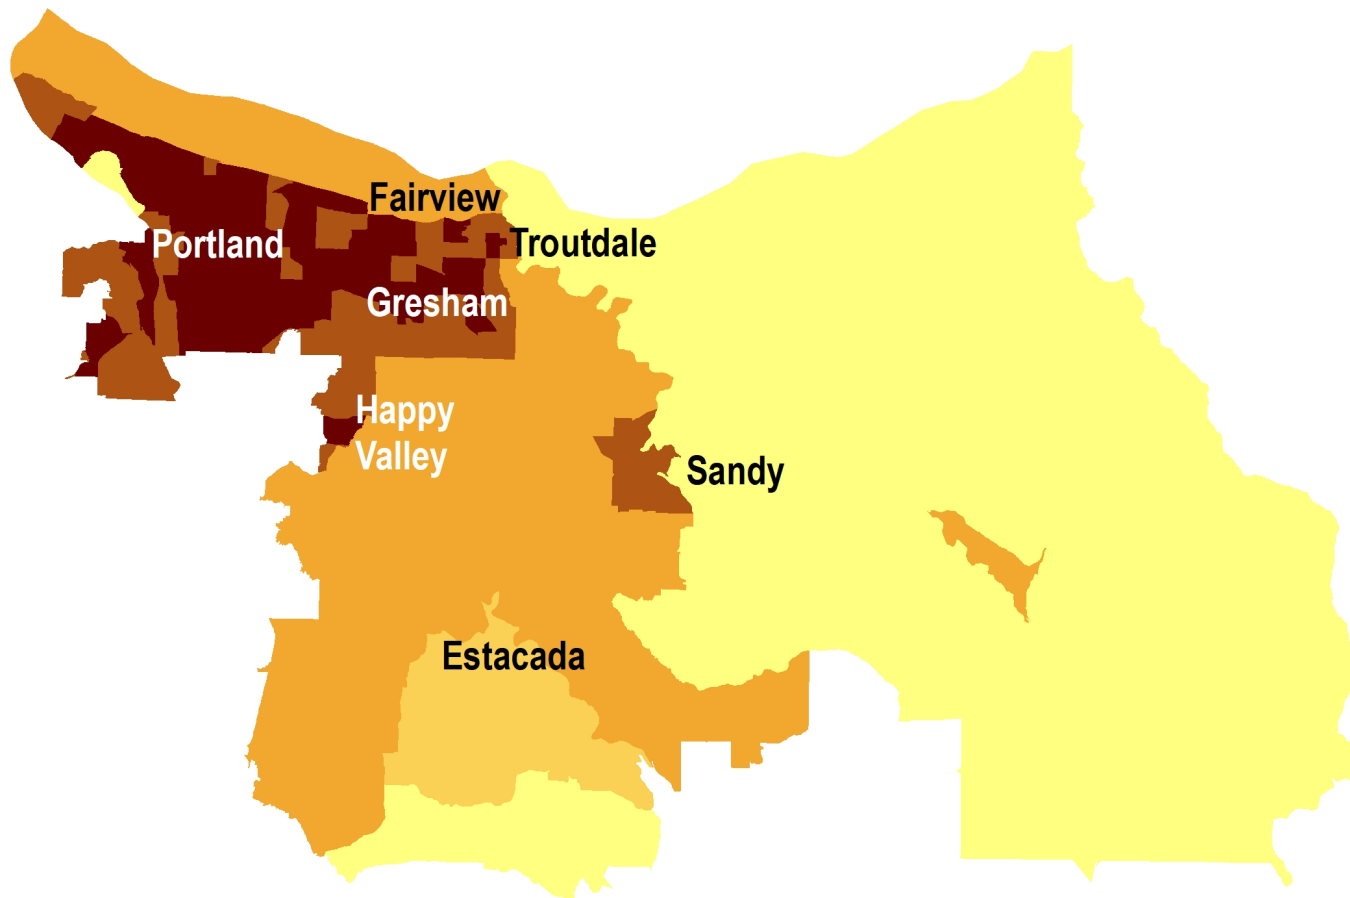 Fairview
Portland
Troutdale
Gresham
Happy
Valley
Sandy
Estacada